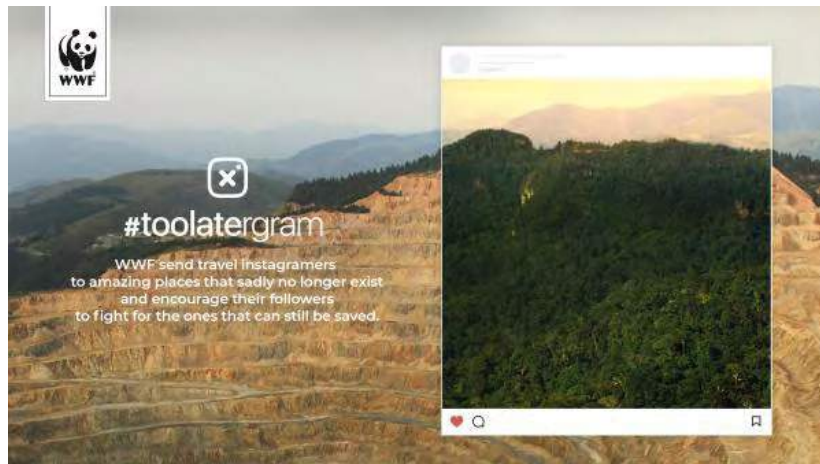 WWF
#toolatergram
WWF send travel instagramers
to amazing places that sadly no longer exist
and encourage their followers
to fight for the ones that can still be saved.